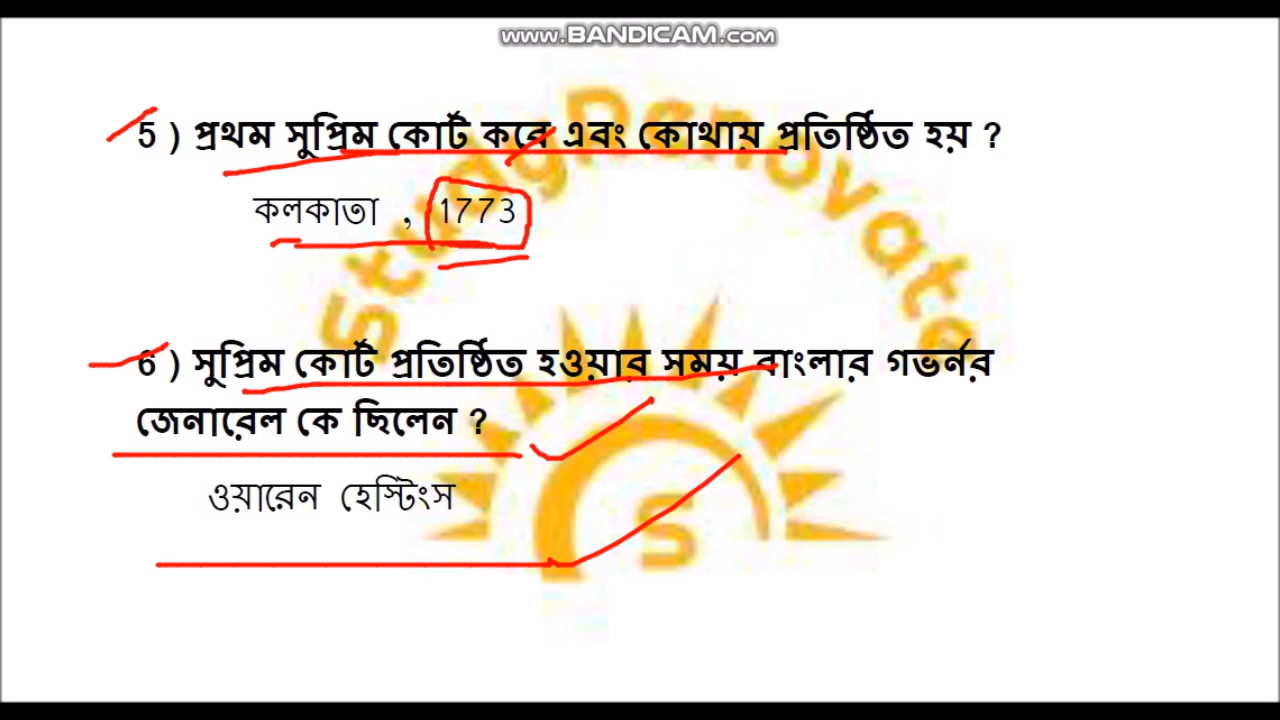 www.BANDICAM.com
5 ) প্রথম সুপ্রিম কোর্ট কবে এবং কোথায় প্রতিষ্ঠিত হয় ?
কলকাতা , 1773
6 ) সুপ্রিম কোর্ট প্রতিষ্ঠিত হওয়ার সময় বাংলার গভর্নর
জেনারেল কে ছিলেন ?
ওয়ারেন হেস্টিংস
S